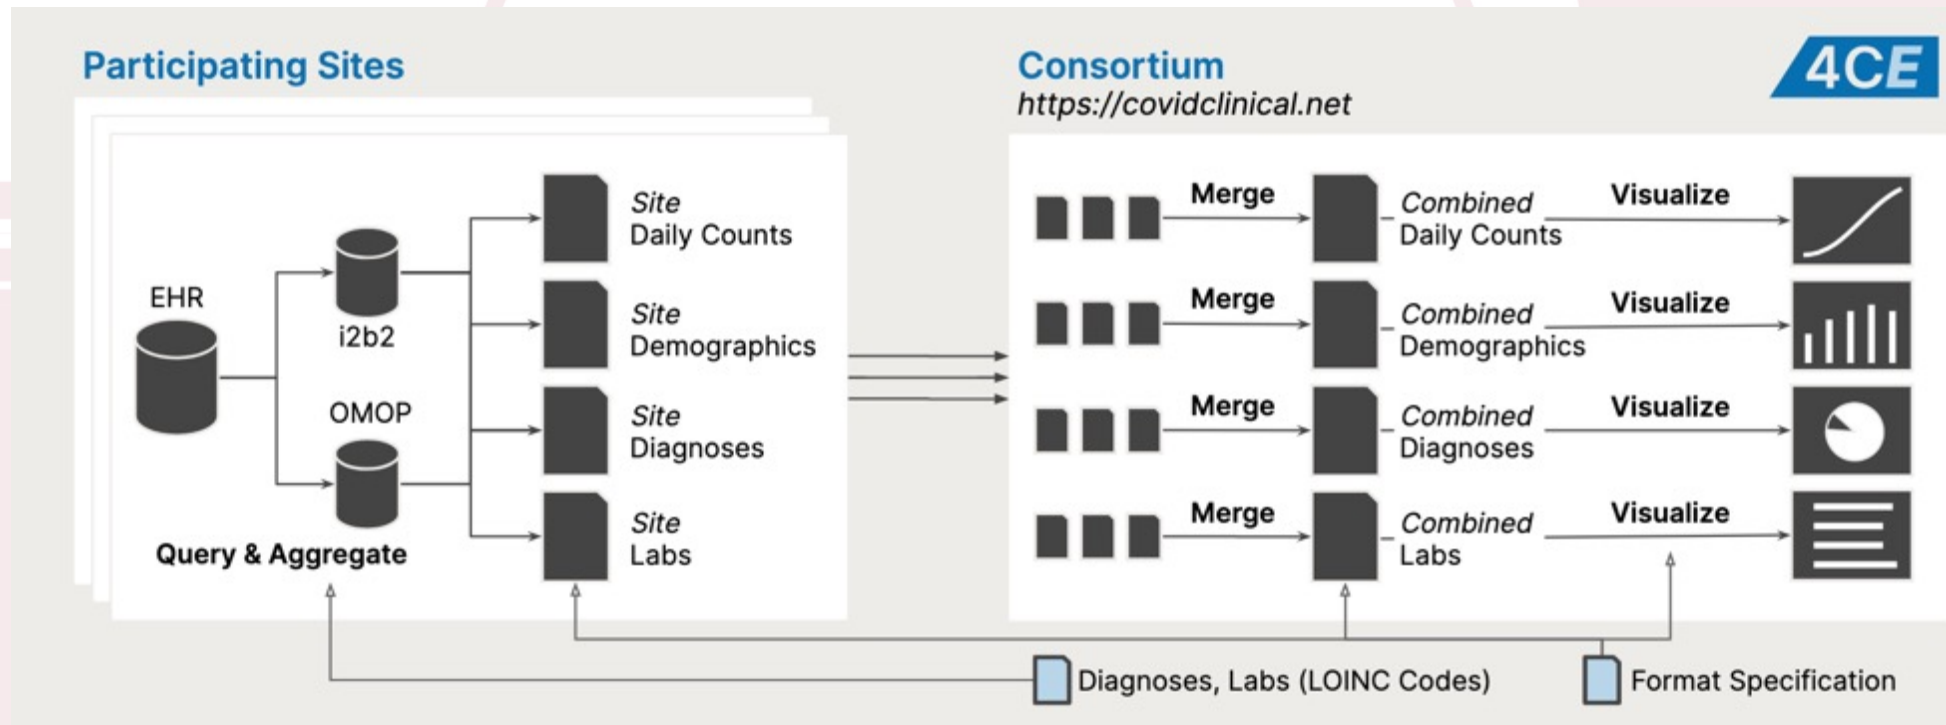 Participating Sites
Consortium
https://covidclinical.net
4CE
EHR
i2b2
OMOP
Query & Aggregate
Site
Daily Counts
Site
Demographics
Site
Diagnoses
Site
Labs
Merge
Combined
Daily Counts
Visualize
Merge
Combined
Demographics
Visualize
Merge
Combined
Diagnoses
Visualize
Merge
Combined
Labs
Visualize
Diagnoses, Labs (LOINC Codes)
Format Specification